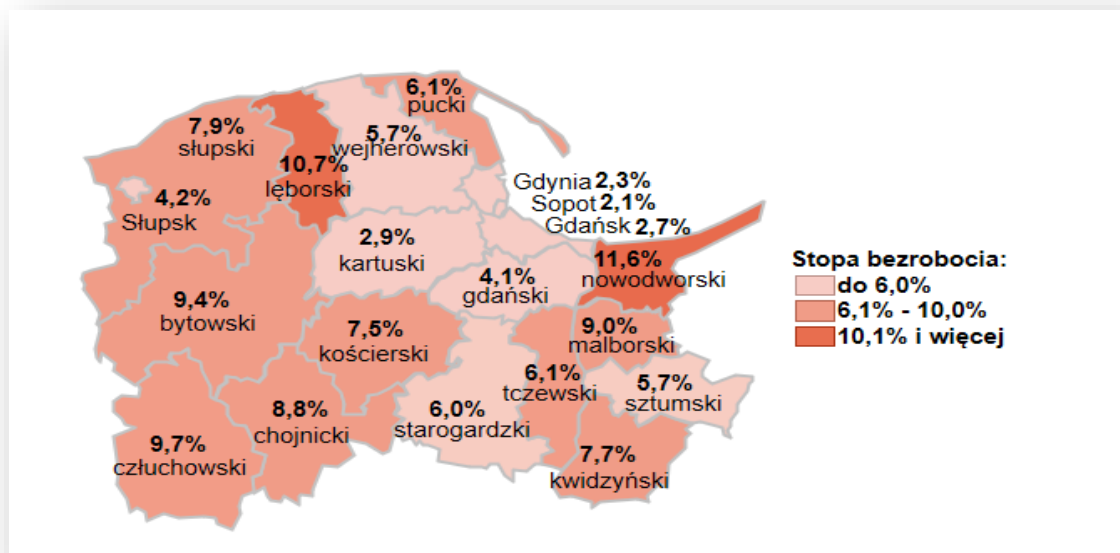 6,1%
pucki
7,9%
słupski
5,7%
wejherowski
10,7%
lęborski
4,2%
Słupsk
Gdynia 2,3%
Sopot 2,1%
Gdańsk 2,7%
2,9%
kartuski
4,1%
gdański
11,6%
nowodworski
9,4%
bytowski
7,5%
kościerski
9,0%
malborski
6,1%
tczewski
5,7%
sztumski
8,8%
chojnicki
6,0%
starogardzki
9,7%
człuchowski
7,7%
kwidzyński
Stopa bezrobocia:
do 6,0%
6,1% - 10,0%
10,1% i więcej